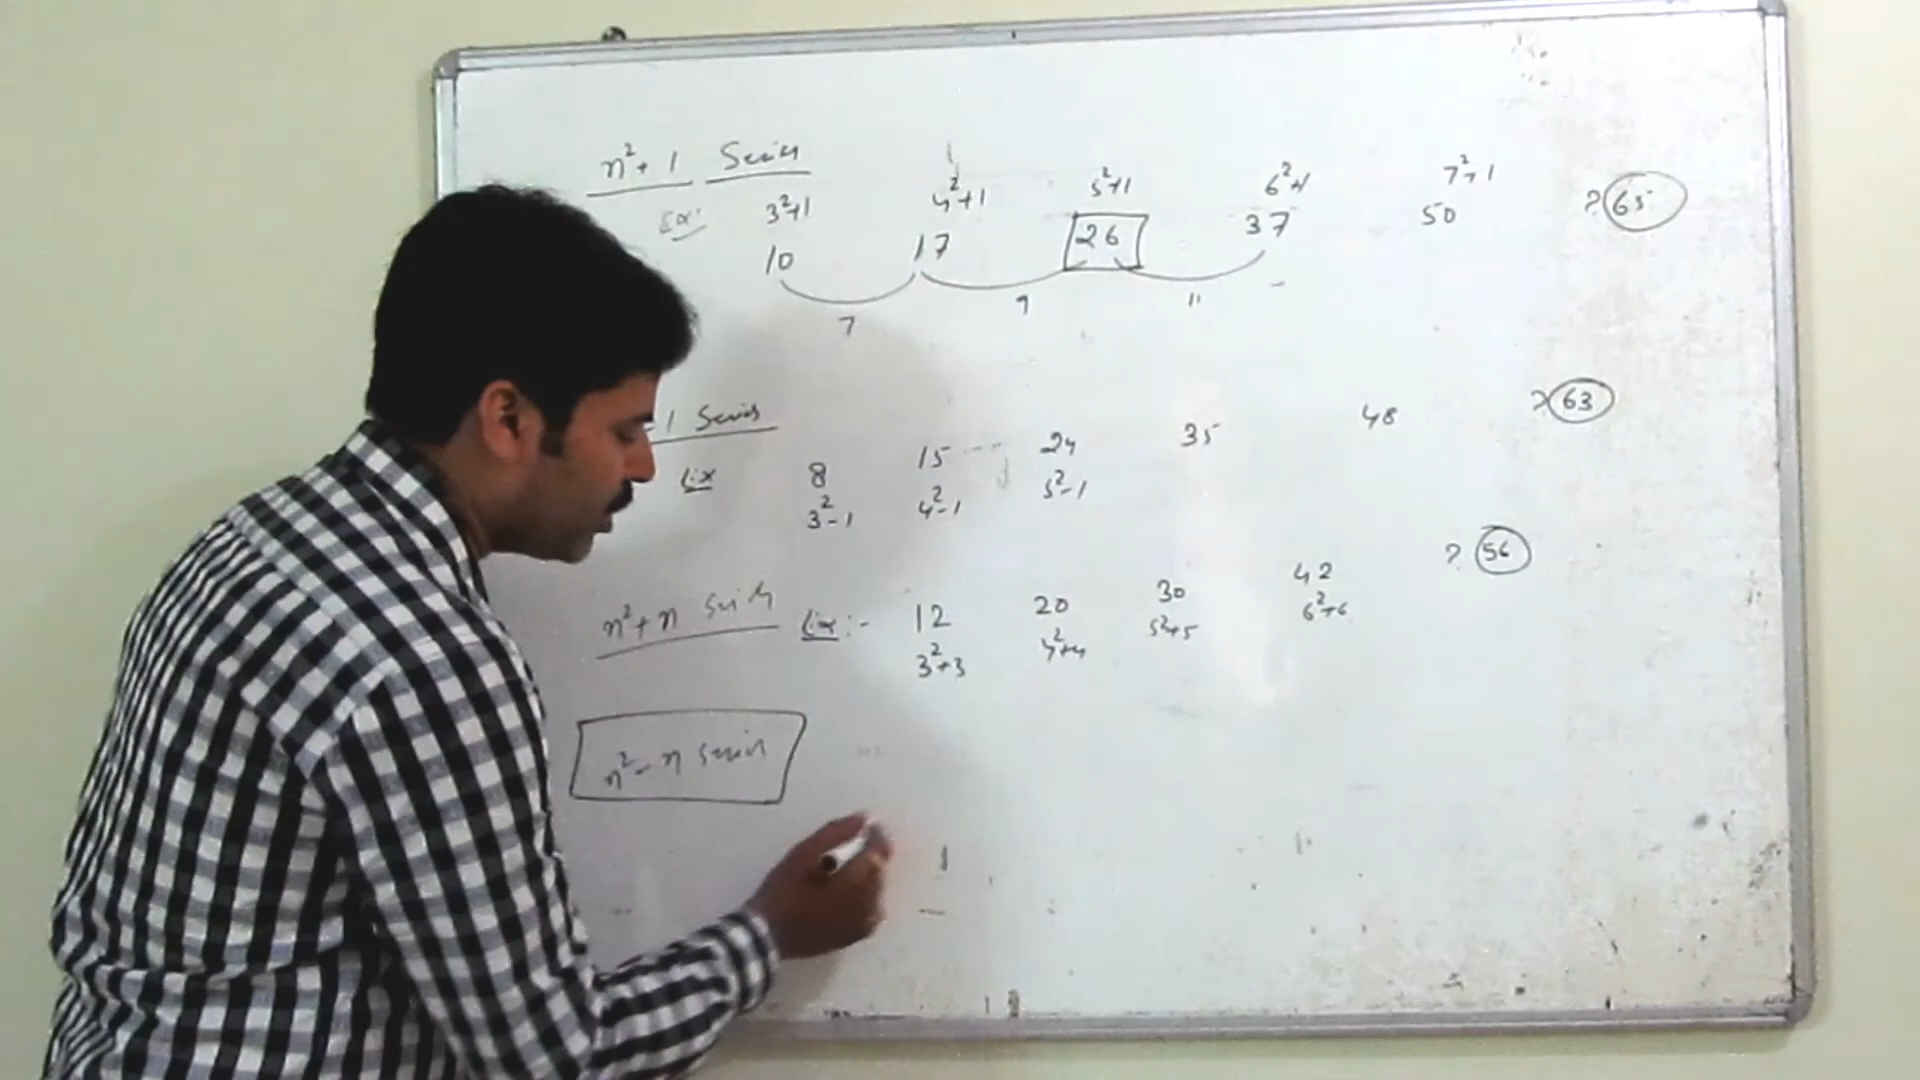 n²+1 Series
Ex:- 3²+1 4²+1 5²+1 6²+1 7²+1
10 17 26 37 50 ? 65
7 9 11
-1 Series
Ex 8 15 24 35 48 ? 63
3²-1 4²-1 5²-1
n²+n Series Ex:- 12 20 30 42 ? 56
3²+3 4²+4 5²+5 6²+6
n²-n Series